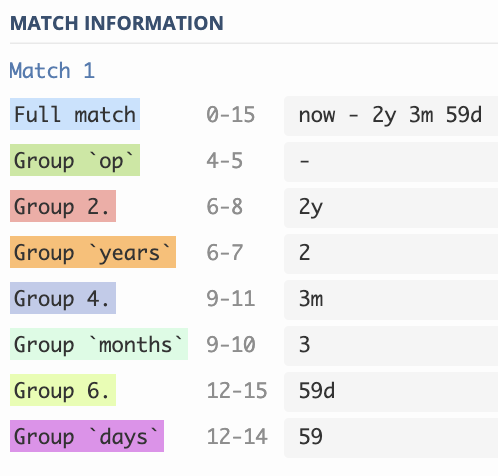 MATCH INFORMATION
Match 1
Full match 0-15 now - 2y 3m 59d
Group `op` 4-5 -
Group 2. 6-8 2y
Group `years` 6-7 2
Group 4. 9-11 3m
Group `months` 9-10 3
Group 6. 12-15 59d
Group `days` 12-14 59